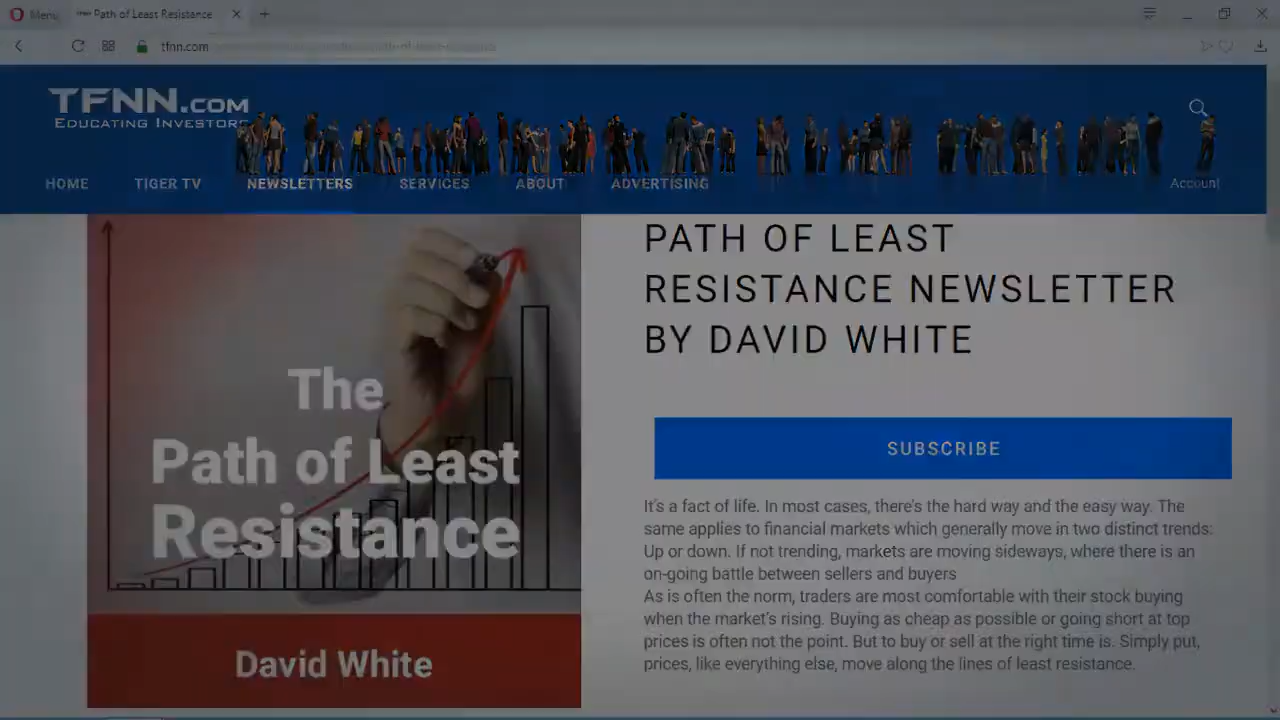 Menu
Path of Least Resistance
tfnn.com
TFNN.COM
EDUCATING INVESTORS
HOME
TIGER TV
NEWSLETTERS
SERVICES
ABOUT
ADVERTISING
Account
The
Path of Least
Resistance
David White
PATH OF LEAST
RESISTANCE NEWSLETTER
BY DAVID WHITE
SUBSCRIBE
It's a fact of life. In most cases, there's the hard way and the easy way. The
same applies to financial markets which generally move in two distinct trends:
Up or down. If not trending, markets are moving sideways, where there is an
on-going battle between sellers and buyers
As is often the norm, traders are most comfortable with their stock buying
when the market's rising. Buying as cheap as possible or going short at top
prices is often not the point. But to buy or sell at the right time is. Simply put,
prices, like everything else, move along the lines of least resistance.